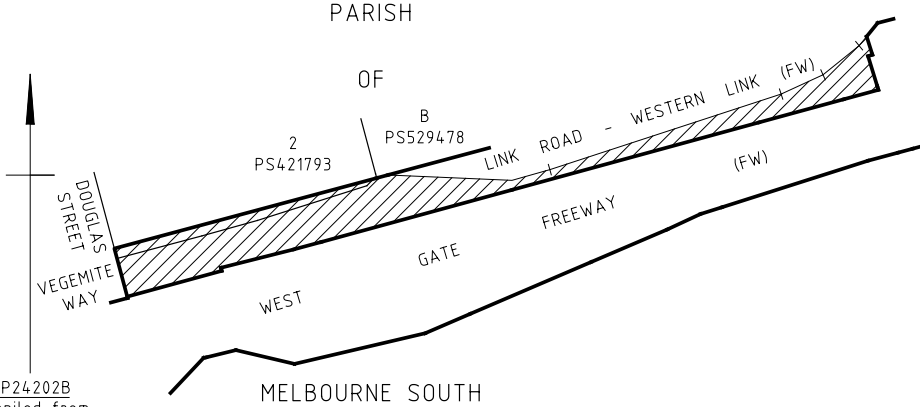 PARISH
OF
B
PS529478
2
PS421793
LINK ROAD - WESTERN LINK (FW)
(FW)
DOUGLAS
STREET
VEGEMITE
WAY
WEST GATE FREEWAY
P24202B
MELBOURNE SOUTH